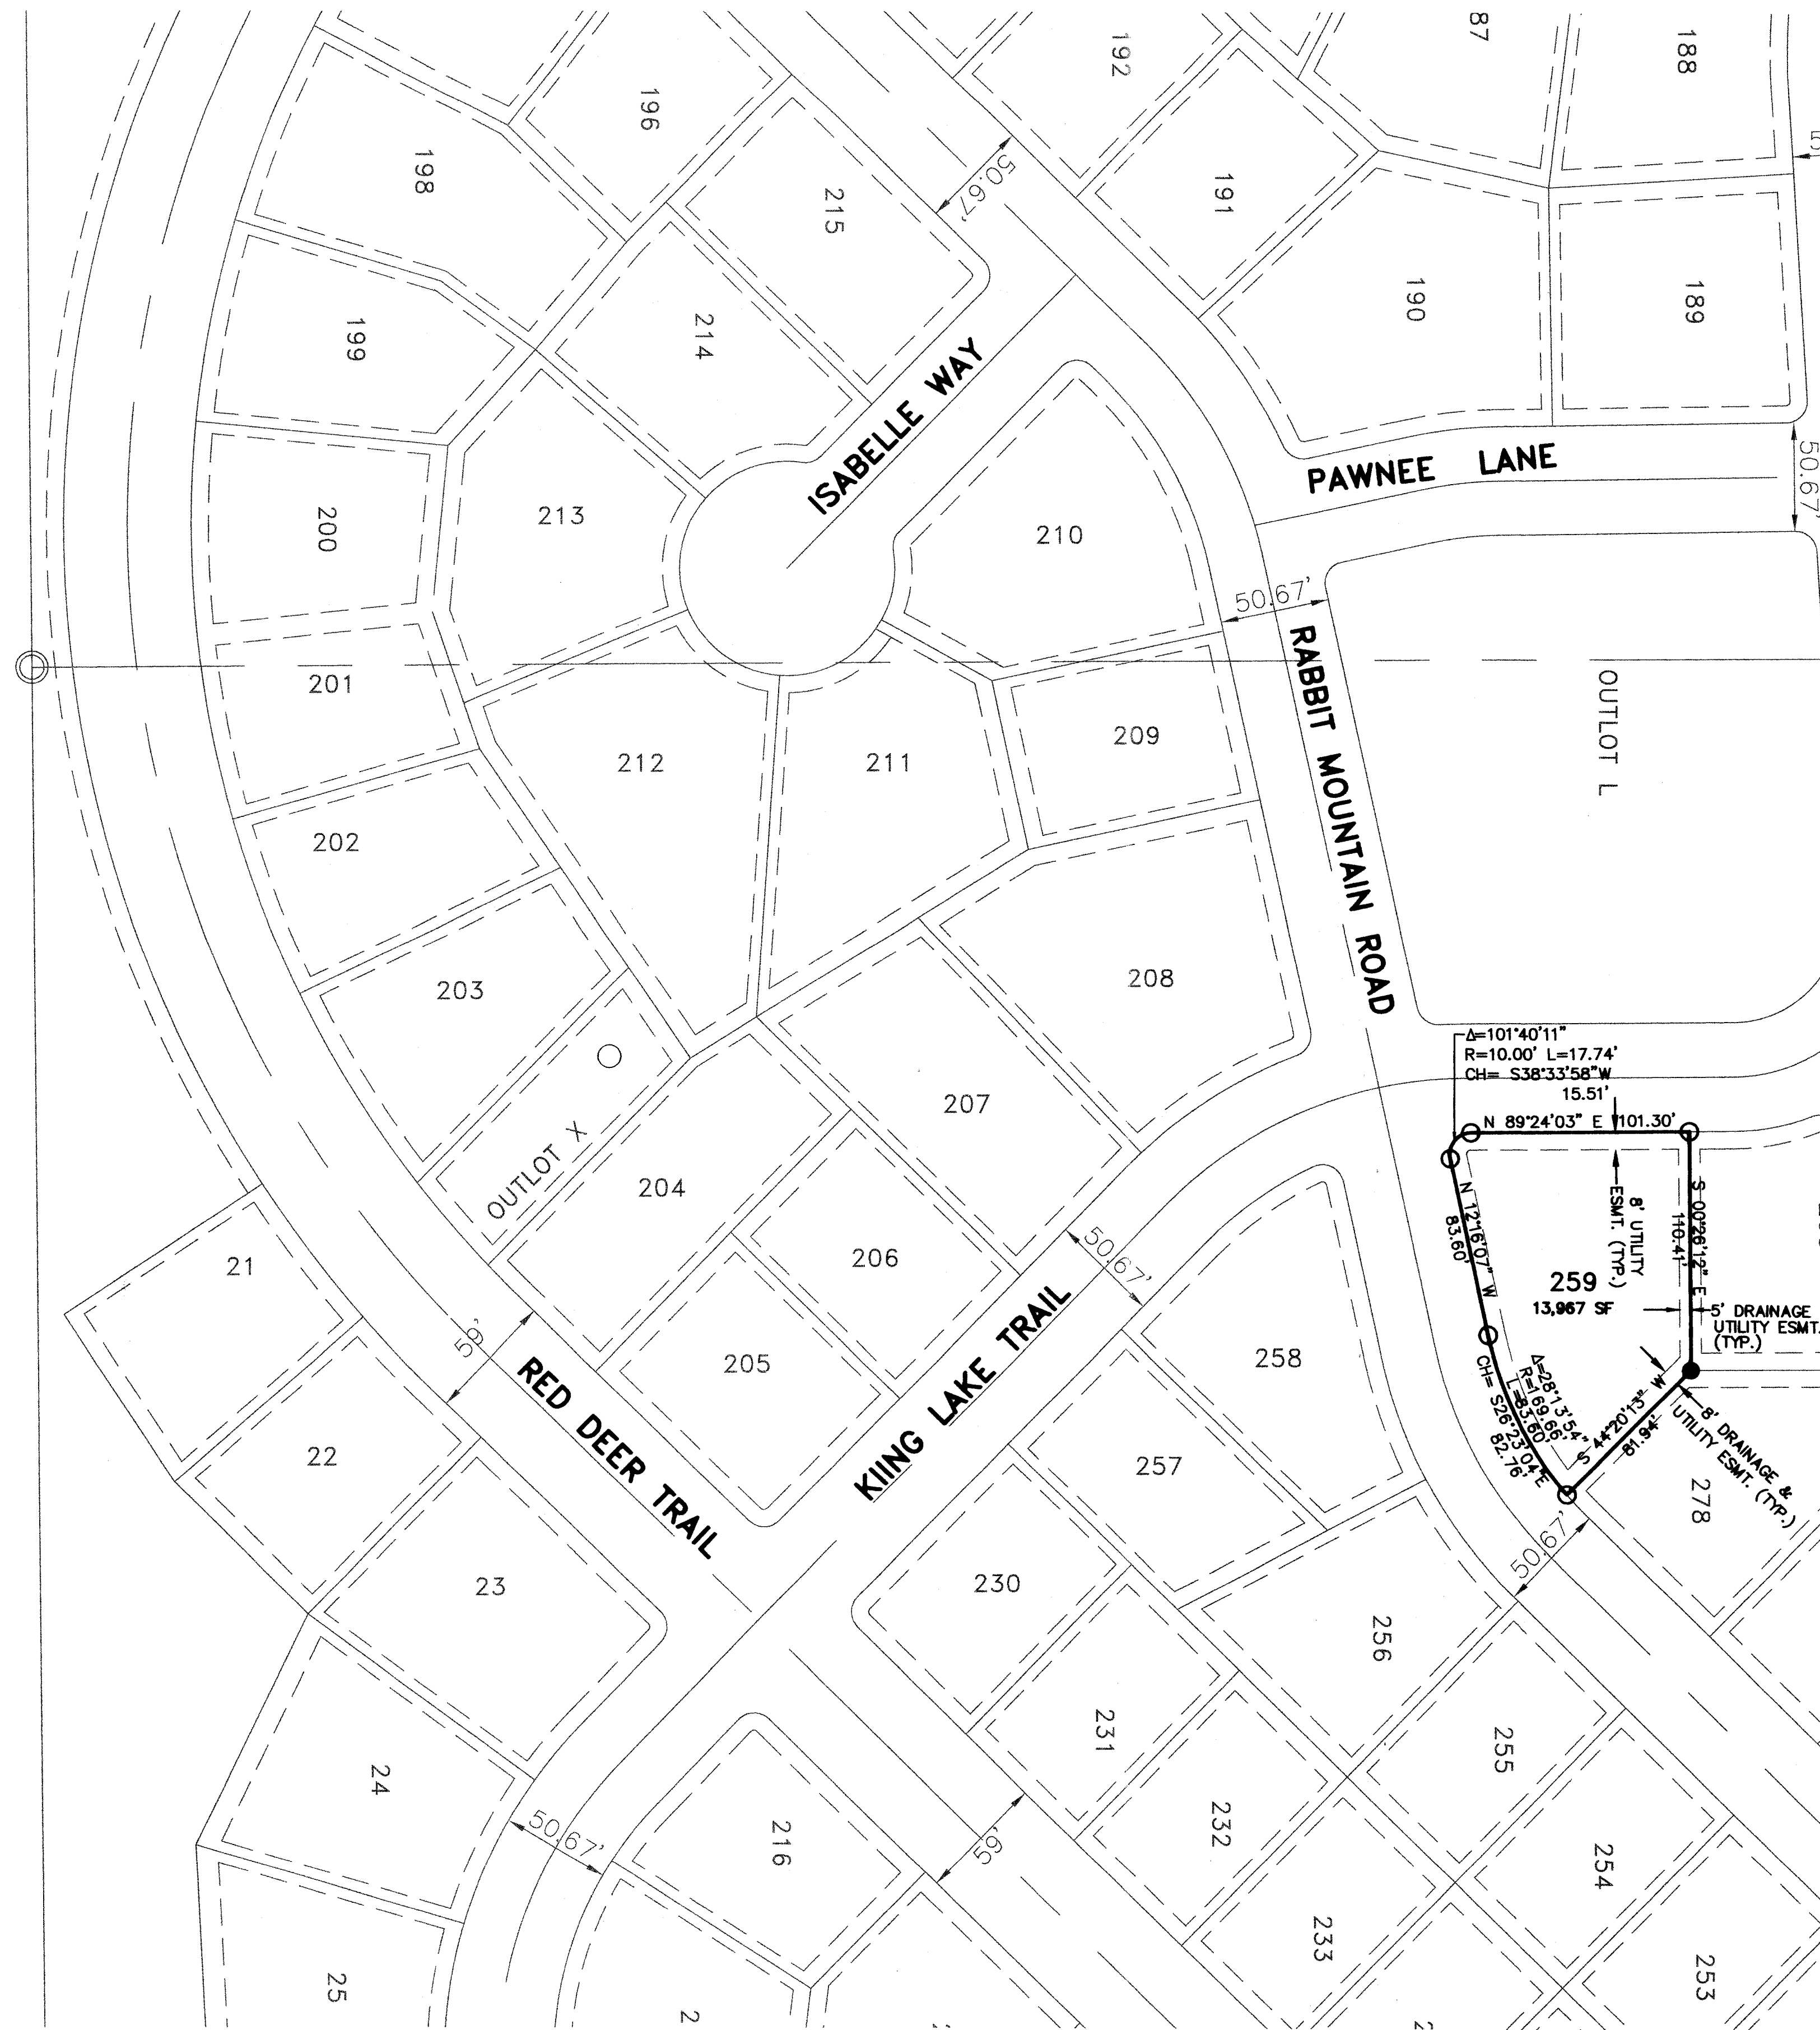 87
188
192
196
198
191
215
50.67'
190
189
199
214
ISABELLE WAY
PAWNEE LANE
50.67'
200
213
210
50.67'
RABBIT MOUNTAIN ROAD
OUTLOT L
201
212
211
209
202
203
208
Δ=101°40'11"
R=10.00' L=17.74'
CH= S38°33'58"W
15.51'
N 89°24'03" E 101.30'
207
OUTLOT X
204
206
50.67'
21
N 12°16'07" W
83.60'
8' UTILITY
ESMT. (TYP.)
S 00°26'12" E
110.41'
259
13,967 SF
5' DRAINAGE
UTILITY ESMT.
(TYP.)
59'
RED DEER TRAIL
205
KIING LAKE TRAIL
258
Δ=28°13'54"
R=169.66'
L=83.60'
CH= S26°23'04"E
82.76'
S 44°20'13" W
81.94'
8' DRAINAGE &
UTILITY ESMT. (TYP.)
278
22
257
50.67'
23
230
256
231
255
24
50.67'
216
59'
232
254
25
233
253
2